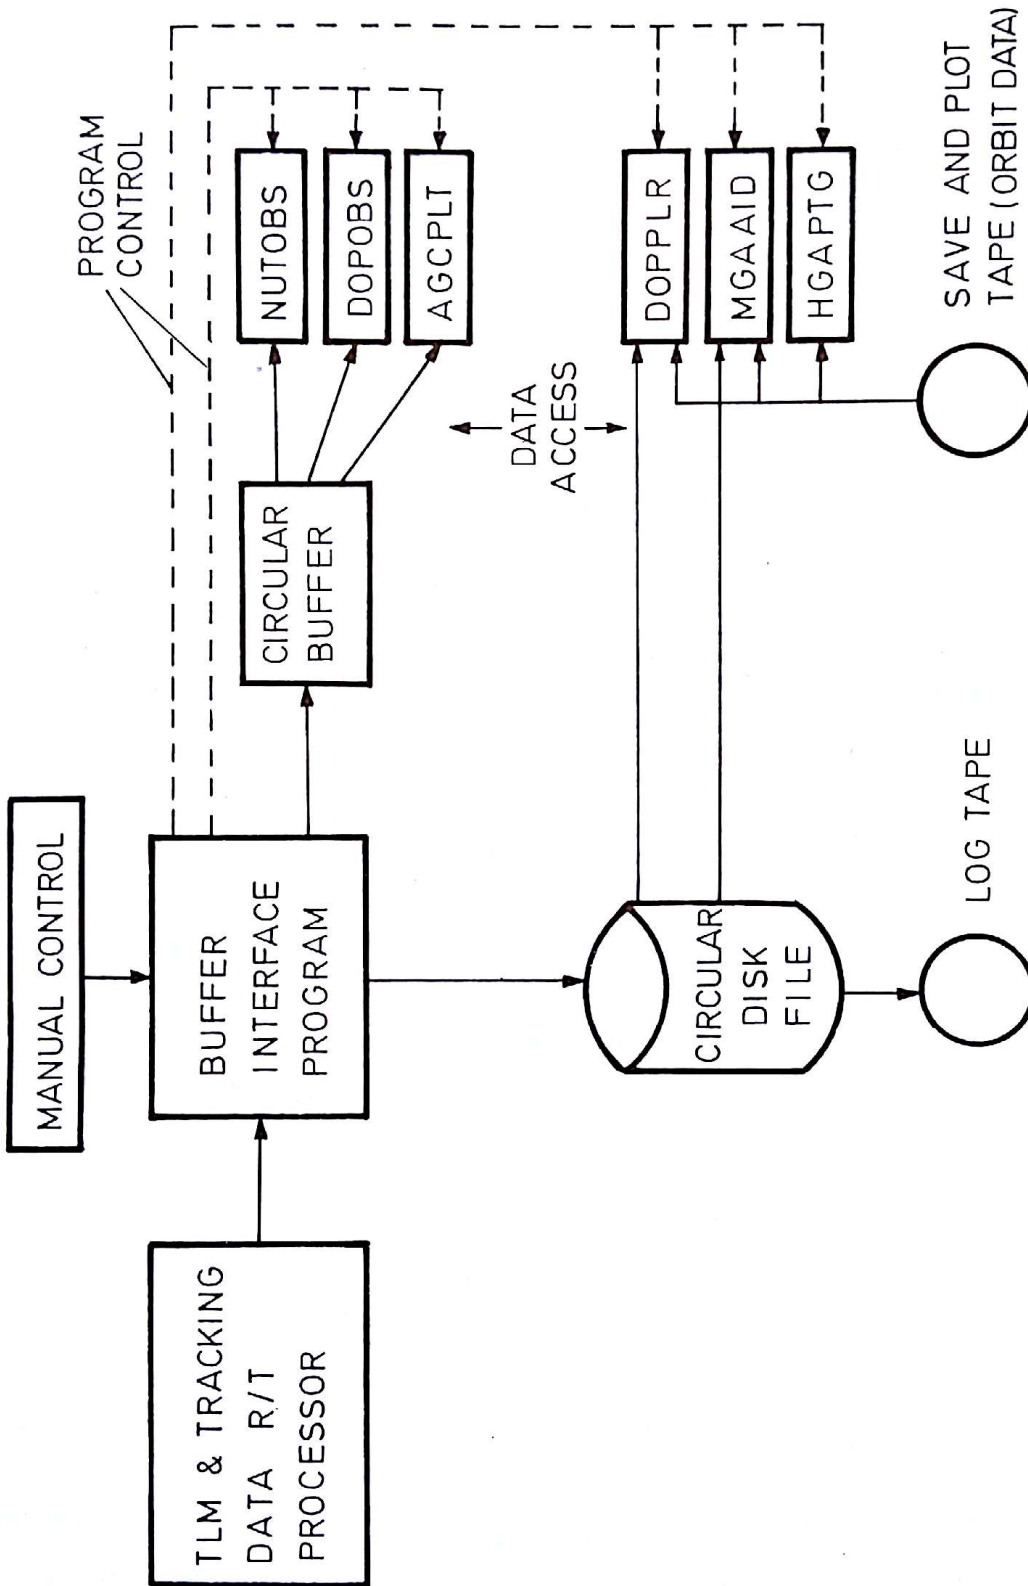 MANUAL CONTROL
PROGRAM
CONTROL
TLM & TRACKING
DATA R/T
PROCESSOR
BUFFER
INTERFACE
PROGRAM
CIRCULAR
BUFFER
NUTOBS
DOPOBS
AGCPLT
DATA
ACCESS
CIRCULAR
DISK
FILE
DOPPLR
MGAAID
HGAPTG
LOG TAPE
SAVE AND PLOT
TAPE (ORBIT DATA)